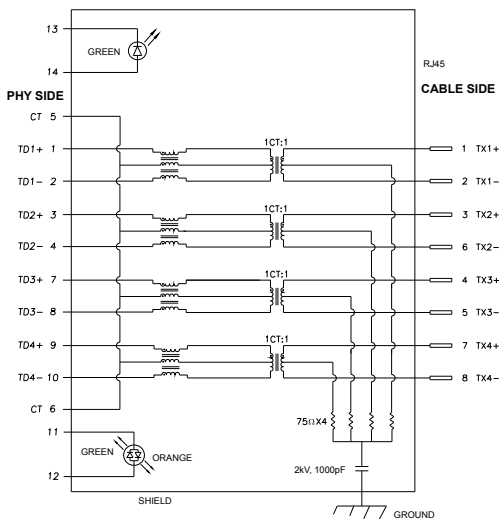 13
GREEN
14
RJ45
PHY SIDE
CABLE SIDE
CT 5
1CT:1
TD1+ 1
1 TX1+
TD1- 2
2 TX1-
1CT:1
TD2+ 3
3 TX2+
TD2- 4
6 TX2-
1CT:1
TD3+ 7
4 TX3+
TD3- 8
5 TX3-
1CT:1
TD4+ 9
7 TX4+
TD4- 10
8 TX4-
CT 6
75ΩX4
11
GREEN
ORANGE
12
2kV, 1000pF
SHIELD
GROUND